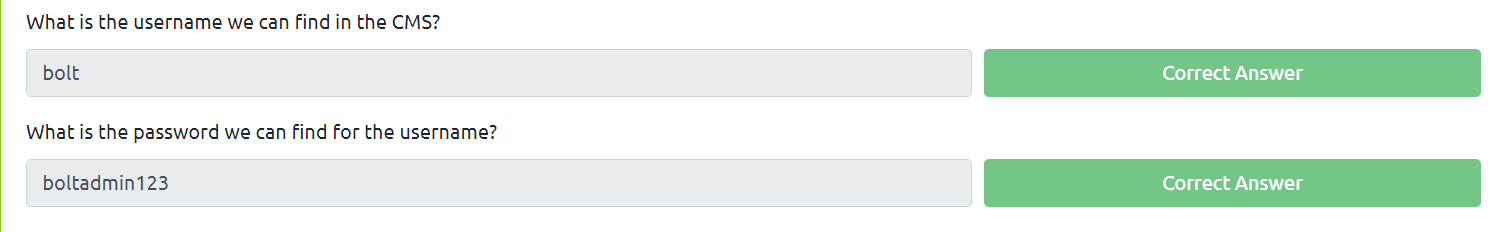 What is the username we can find in the CMS?
bolt
Correct Answer
What is the password we can find for the username?
boltadmin123
Correct Answer